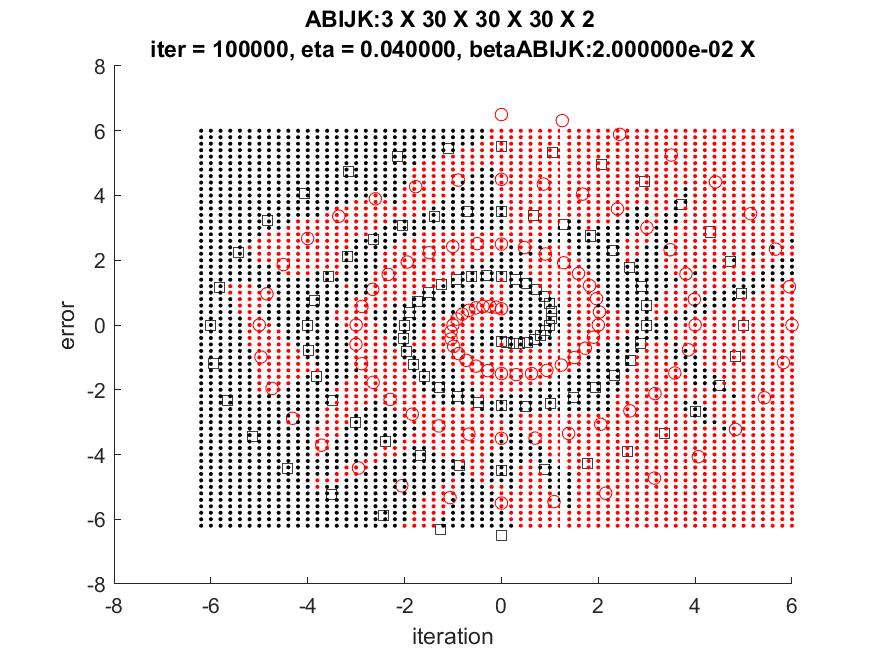 ABIJK:3 X 30 X 30 X 30 X 2
iter = 100000, eta = 0.040000, betaABIJK:2.000000e-02 X
8
6
4
2
0
-2
-4
-6
-8
error
-8 -6 -4 -2 0 2 4 6
iteration